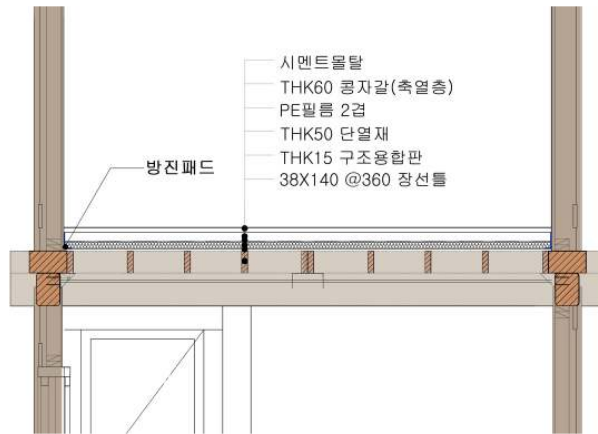 시멘트몰탈
THK60 콩자갈(축열층)
PE필름 2겹
THK50 단열재
THK15 구조용합판
38X140 @360 장선틀
방진패드